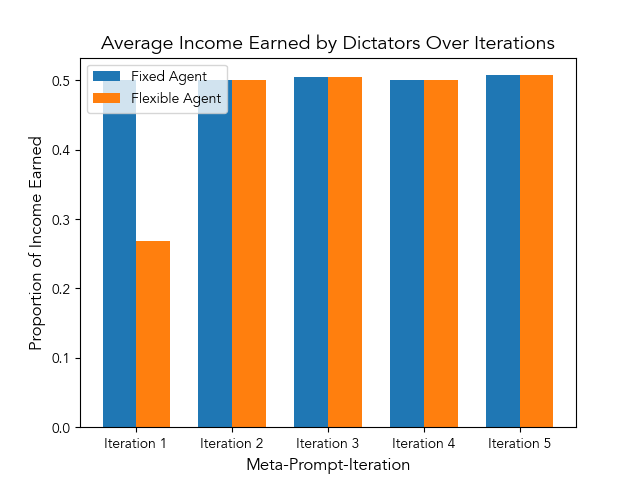 Average Income Earned by Dictators Over Iterations
Fixed Agent
Flexible Agent
Proportion of Income Earned
0.5
0.4
0.3
0.2
0.1
0.0
Iteration 1
Iteration 2
Iteration 3
Iteration 4
Iteration 5
Meta-Prompt-Iteration